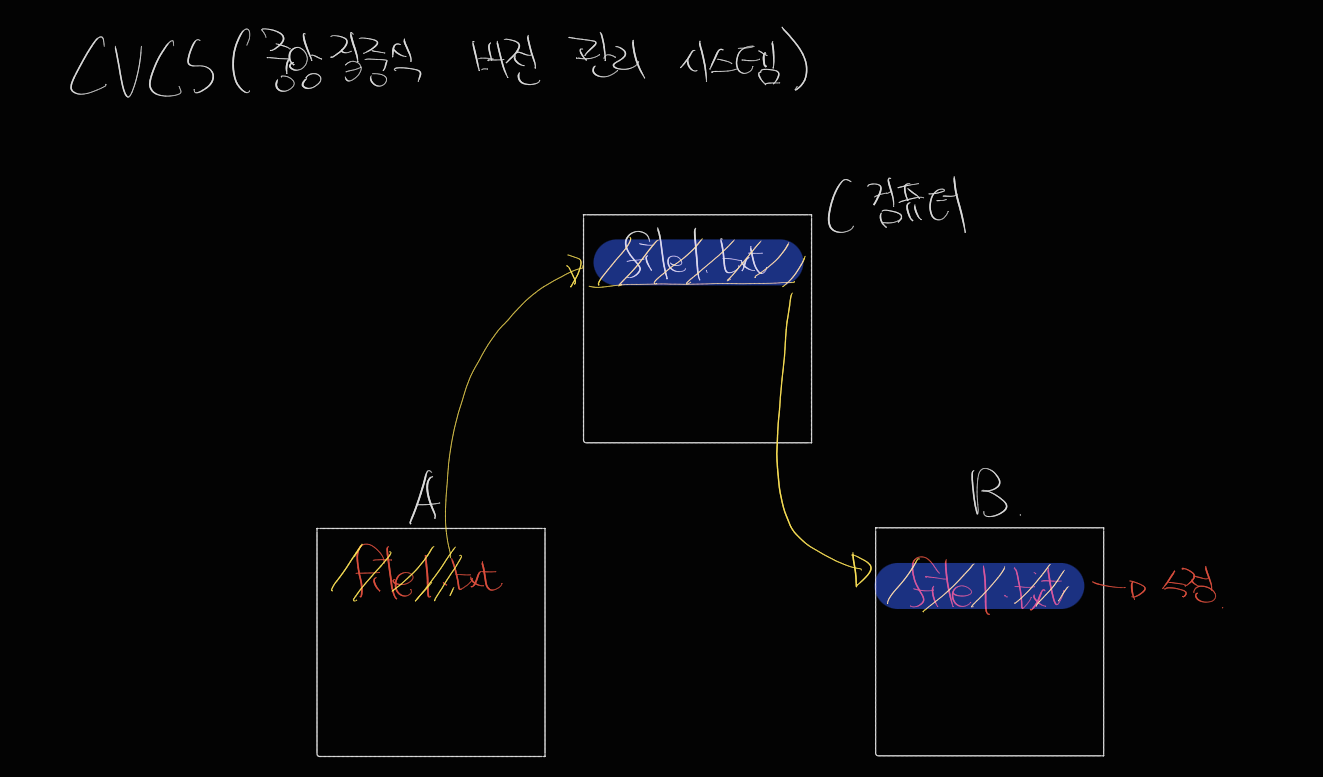 CVCS (중앙집중식 버전 관리 시스템)
C 컴퓨터
file1.txt
A
file1.txt
B.
file1.txt → 수정.